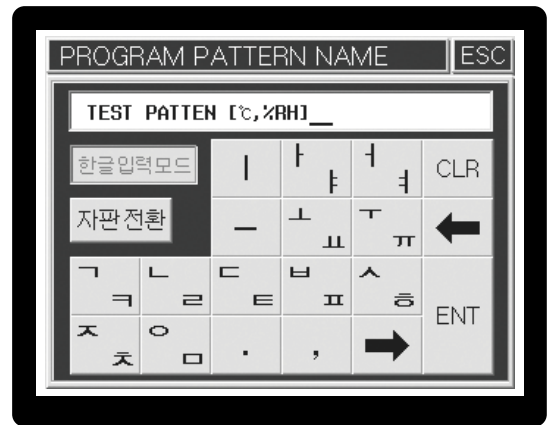 PROGRAM PATTERN NAME ESC
TEST PATTEN [℃,%RH]__
한글입력모드 ㅣ ㅏ ㅑ ㅓ ㅕ CLR
자판전환 ㅡ ㅗ ㅛ ㅜ ㅠ
ㄱ ㅋ ㄴ ㄹ ㄷ ㅌ ㅂ ㅍ ㅅ ㅎ ENT
ㅈ ㅊ ㅇ ㅁ . ,